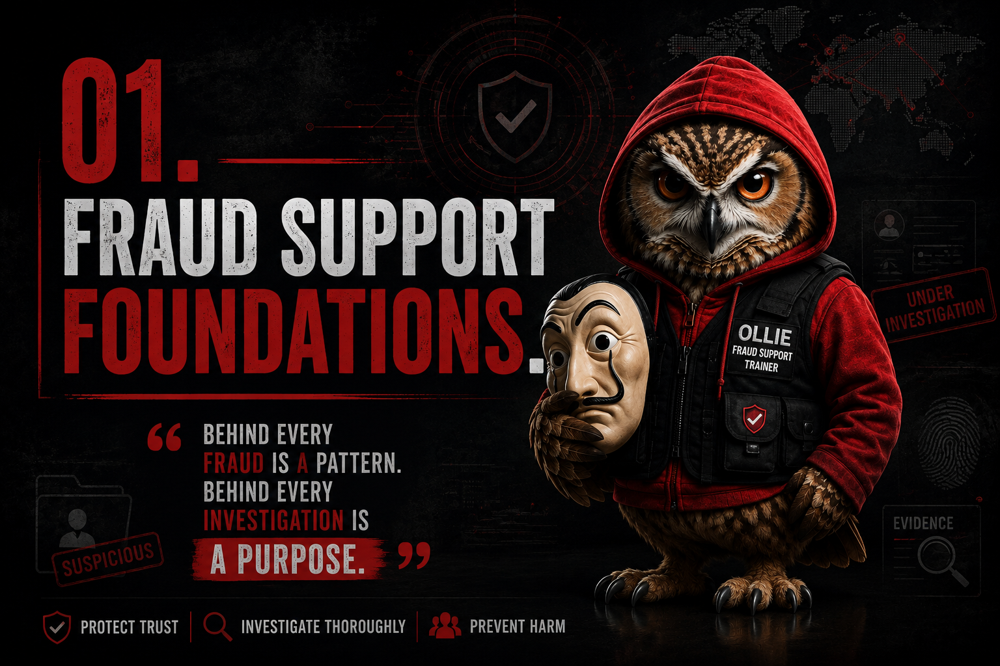 01.
FRAUD SUPPORT
FOUNDATIONS.
“ BEHIND EVERY
FRAUD IS A PATTERN.
BEHIND EVERY
INVESTIGATION IS
A PURPOSE. ”
SUSPICIOUS
PROTECT TRUST
INVESTIGATE THOROUGHLY
PREVENT HARM
OLLIE
FRAUD SUPPORT
TRAINER
UNDER
INVESTIGATION
EVIDENCE